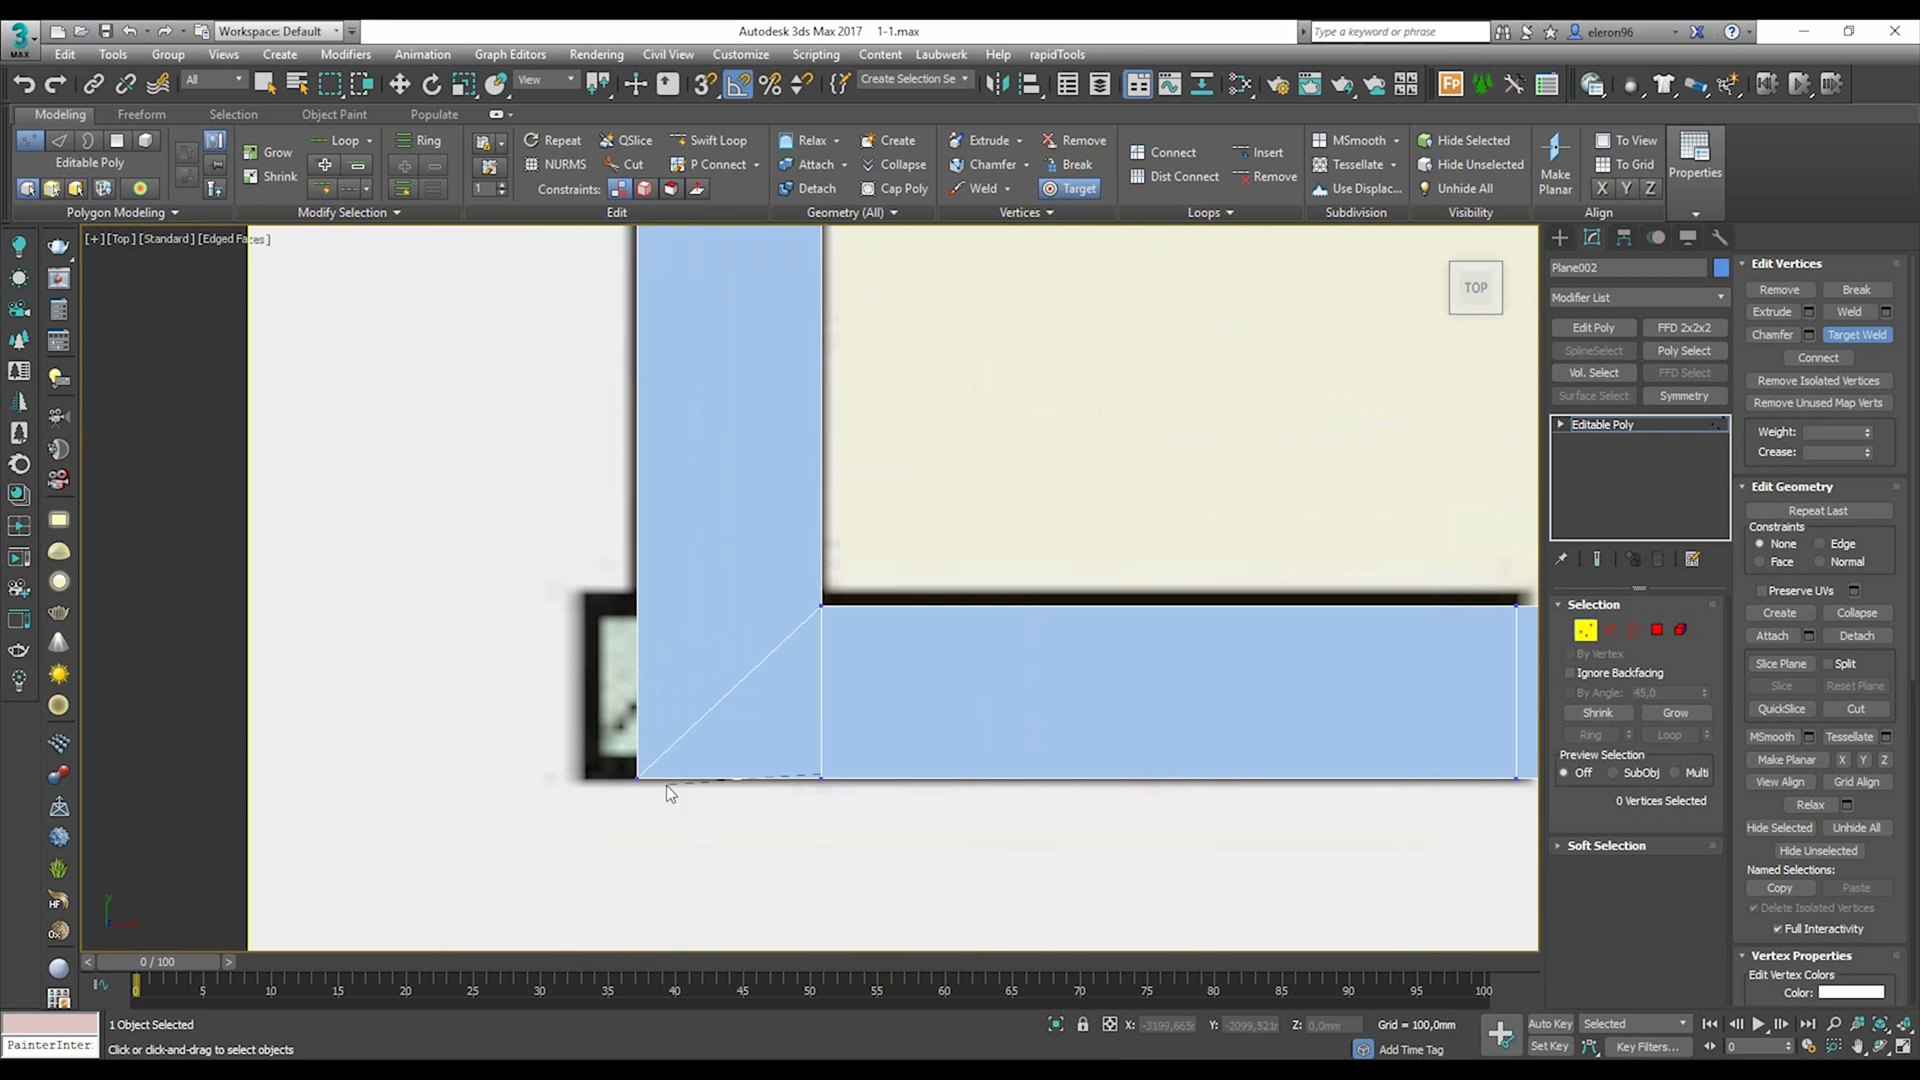 3
MAX
Workspace: Default
Autodesk 3ds Max 2017    1-1.max
Type a keyword or phrase
eleron96
Edit
Tools
Group
Views
Create
Modifiers
Animation
Graph Editors
Rendering
Civil View
Customize
Scripting
Content
Laubwerk
Help
rapidTools
All
View
Create Selection Se
Modeling
Freeform
Selection
Object Paint
Populate
Editable Poly
Polygon Modeling
Grow
Shrink
Loop
Ring
Modify Selection
1
Repeat
QSlice
Swift Loop
NURMS
Cut
P Connect
Constraints:
Edit
Relax
Create
Attach
Collapse
Detach
Cap Poly
Geometry (All)
Extrude
Remove
Chamfer
Break
Weld
Target
Vertices
Connect
Insert
Dist Connect
Remove
Loops
MSmooth
Tessellate
Use Displac...
Subdivision
Hide Selected
Hide Unselected
Unhide All
Visibility
Make
Planar
To View
To Grid
X Y Z
Align
Properties
[+] [Top] [Standard] [Edged Faces]
TOP
Plane002
Modifier List
Edit Poly
FFD 2x2x2
SplineSelect
Poly Select
Vol. Select
FFD Select
Surface Select
Symmetry
Editable Poly
Selection
By Vertex
Ignore Backfacing
By Angle: 45,0
Shrink
Grow
Ring
Loop
Preview Selection
Off
SubObj
Multi
0 Vertices Selected
Soft Selection
Edit Vertices
Remove
Break
Extrude
Weld
Chamfer
Target Weld
Connect
Remove Isolated Vertices
Remove Unused Map Verts
Weight:
Crease:
Edit Geometry
Repeat Last
Constraints
None
Edge
Face
Normal
Preserve UVs
Create
Collapse
Attach
Detach
Slice Plane
Split
Slice
Reset Plane
QuickSlice
Cut
MSmooth
Tessellate
Make Planar
X Y Z
View Align
Grid Align
Relax
Hide Selected
Unhide All
Hide Unselected
Named Selections:
Copy
Paste
Delete Isolated Vertices
Full Interactivity
Vertex Properties
Edit Vertex Colors
Color:
HF
Ox
y
0 / 100
0 5 10 15 20 25 30 35 40 45 50 55 60 65 70 75 80 85 90 95 100
PainterInter:
1 Object Selected
Click or click-and-drag to select objects
X: -3199,665r
Y: -2099,521r
Z: 0,0mm
Grid = 100,0mm
Add Time Tag
Auto Key
Selected
Set Key
Key Filters...
0